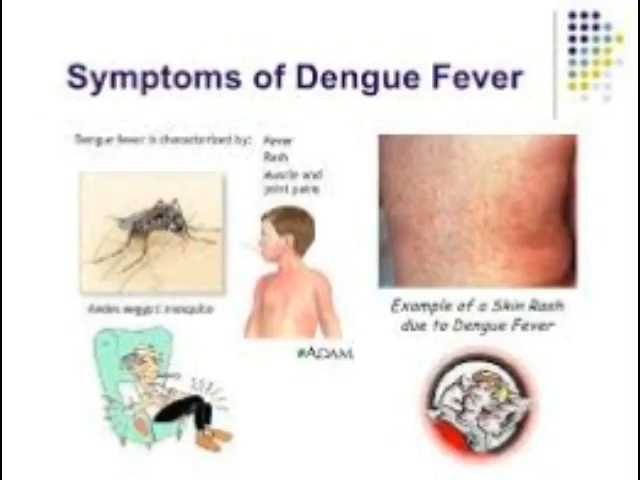 Symptoms of Dengue Fever
Dengue fever is characterized by:
Fever
Rash
Muscle and
joint pains
Aedes aegypti mosquito
Example of a Skin Rash
due to Dengue Fever
ADAM